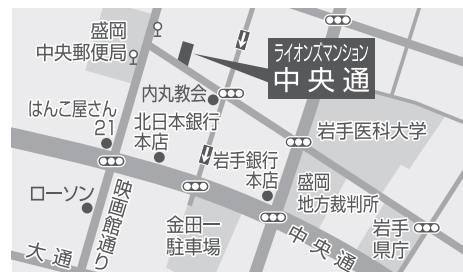 盛岡
中央郵便局
ライオンズマンション
中央通
内丸教会
はんこ屋さん
21
北日本銀行
本店
岩手医科大学
岩手銀行
本店
ローソン
映画館通り
盛岡
地方裁判所
金田一
駐車場
岩手
県庁
大通
中央通